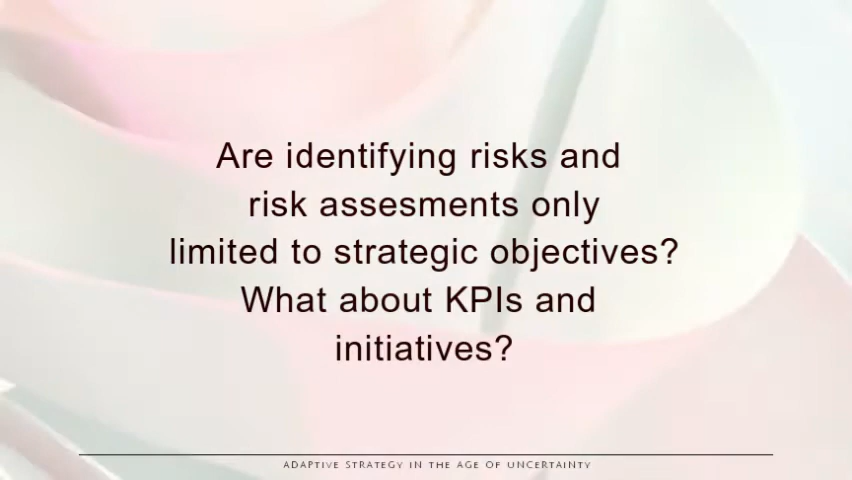 Are identifying risks and
risk assesments only
limited to strategic objectives?
What about KPIs and
initiatives?
ADAPTIVE STRATEGY IN THE AGE OF UNCERTAINTY